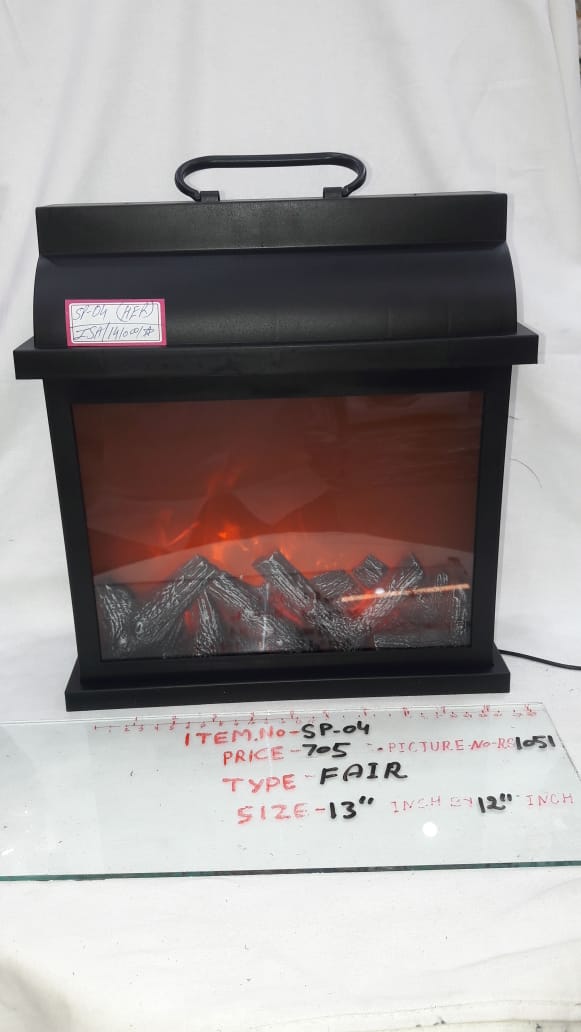 SP-04 (HER)
ITEM.No-SP-04
PRICE-705 PICTURE-No-RS1051
TYPE-FAIR
SIZE-13" INCH BY 12" INCH